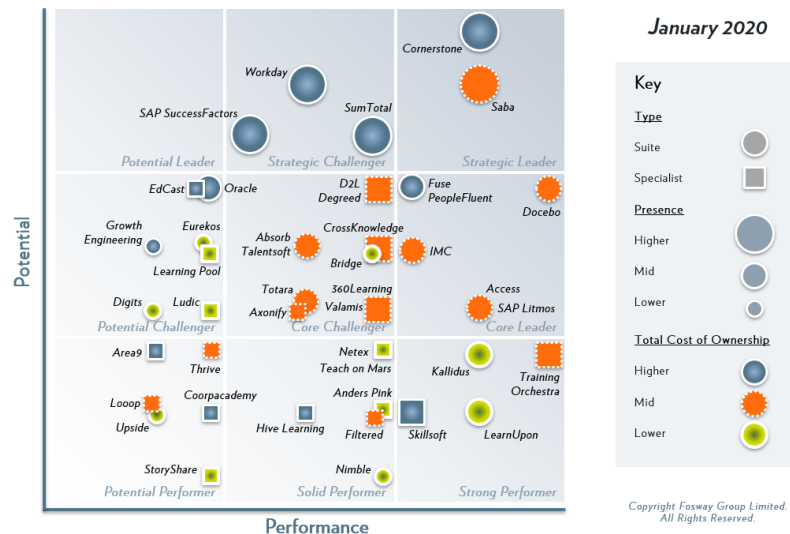 January 2020
Cornerstone
Workday
Saba
SumTotal
SAP SuccessFactors
Potential Leader
Strategic Challenger
Strategic Leader
EdCast
Oracle
D2L
Degreed
Fuse
PeopleFluent
Docebo
Growth
Engineering
Eurekos
Learning Pool
Absorb
Talentsoft
CrossKnowledge
Bridge
IMC
Digits
Ludic
Totara
Axonify
360Learning
Valamis
Access
SAP Litmos
Potential Challenger
Core Challenger
Core Leader
Area9
Thrive
Netex
Teach on Mars
Kallidus
Training
Orchestra
Looop
Upside
Coorpacademy
Hive Learning
Anders Pink
Filtered
Skillsoft
LearnUpon
StoryShare
Nimble
Potential Performer
Solid Performer
Strong Performer
Potential
Performance
Key
Type
Suite
Specialist
Presence
Higher
Mid
Lower
Total Cost of Ownership
Higher
Mid
Lower
Copyright Fosway Group Limited.
All Rights Reserved.